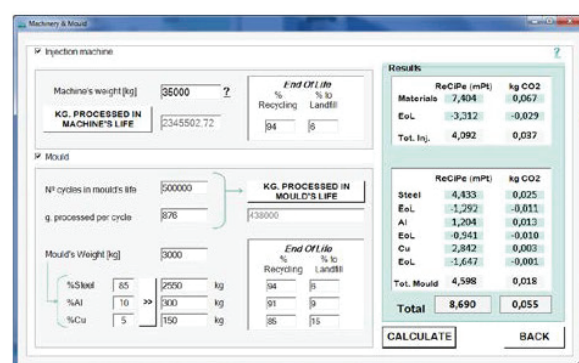 Machinery & Mould
Injection machine
?
Machine's weight [kg] 35000 ?
KG. PROCESSED IN MACHINE'S LIFE 2345502.72
End Of Life
% Recycling % to Landfill
94 6
Mould
Nº cycles in mould's life 500000
g. processed per cycle 876
KG. PROCESSED IN MOULD'S LIFE
438000
Mould's Weight [kg] 3000
%Steel 85 >> 2550 kg
%Al 10 300 kg
%Cu 5 150 kg
End Of Life
% Recycling % to Landfill
94 6
91 9
85 15
Results
ReCiPe (mPt) kg CO2
Materials 7,404 0,067
EoL -3,312 -0,029
Tot. Inj. 4,092 0,037
ReCiPe (mPt) kg CO2
Steel 4,433 0,025
EoL -1,292 -0,011
Al 1,204 0,013
EoL -0,941 -0,010
Cu 2,842 0,003
EoL -1,647 -0,001
Tot. Mould 4,598 0,018
Total 8,690 0,055
CALCULATE BACK